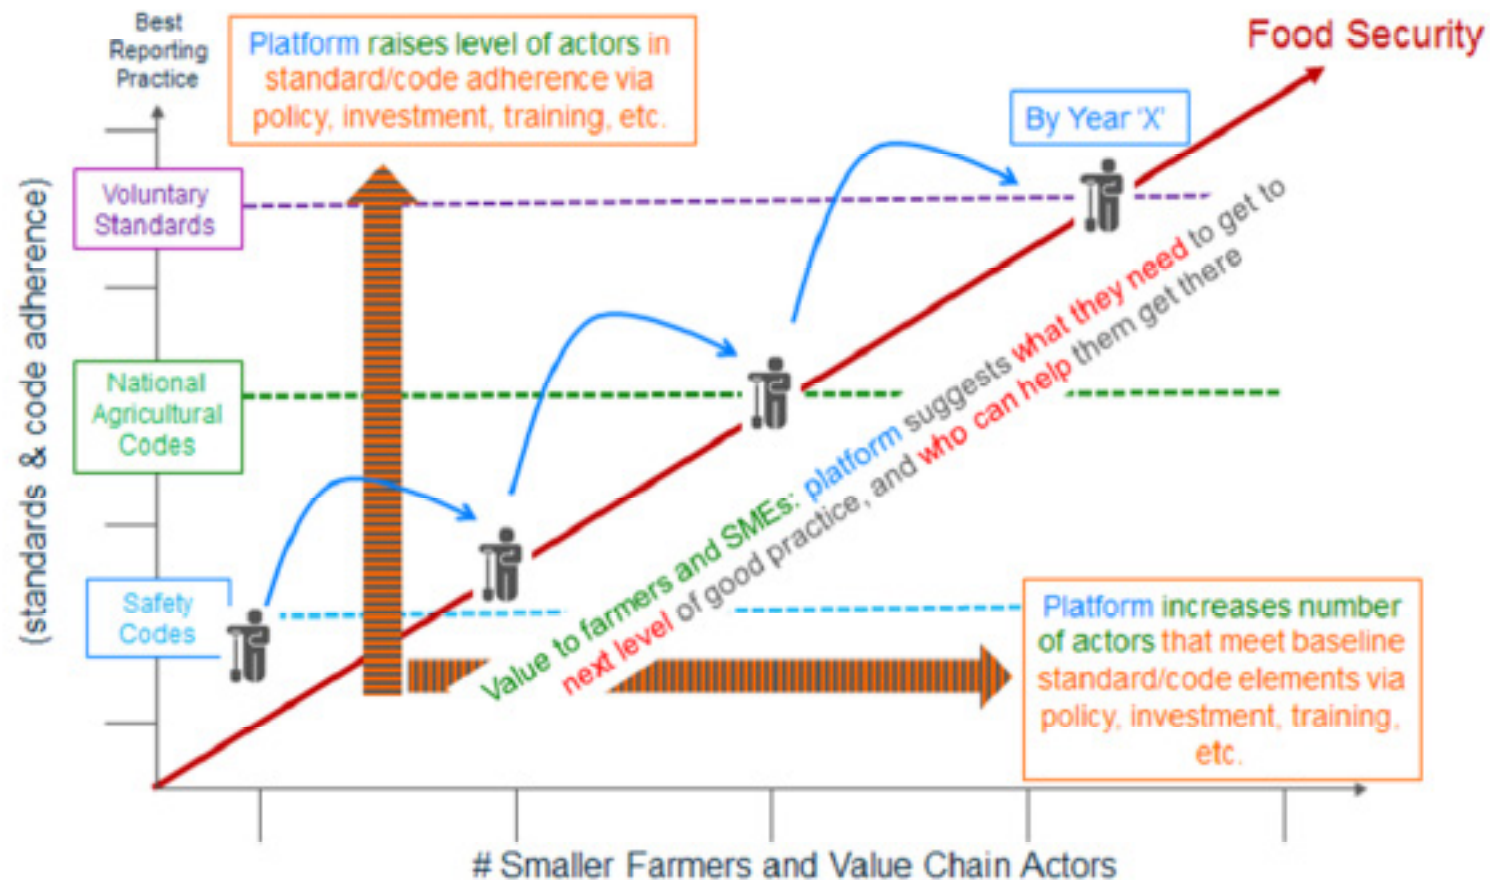 Best
Reporting
Practice
Platform raises level of actors in
standard/code adherence via
policy, investment, training, etc.
Food Security
By Year ‘X’
(standards & code adherence)
Voluntary
Standards
National
Agricultural
Codes
Safety
Codes
Value to farmers and SMEs: platform suggests what they need to get to
next level of good practice, and who can help them get there
Platform increases number
of actors that meet baseline
standard/code elements via
policy, investment, training,
etc.
# Smaller Farmers and Value Chain Actors